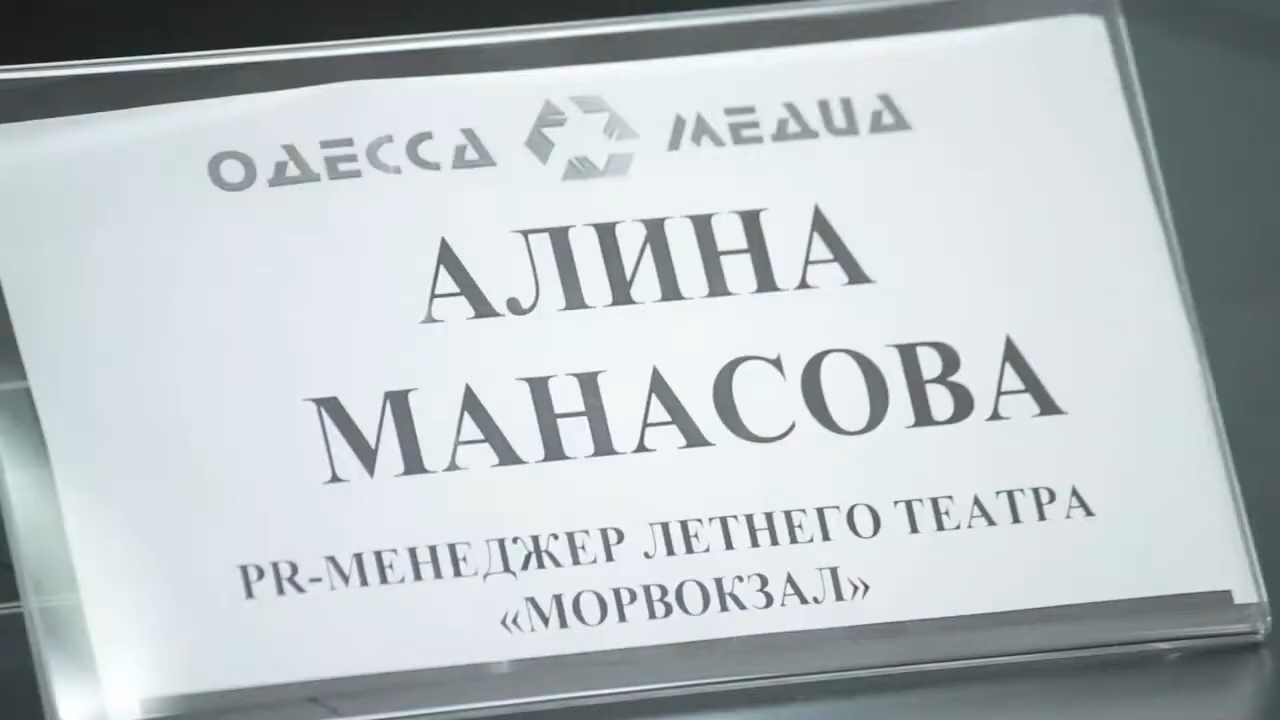 ОДЕССА МЕДИА
АЛИНА
МАНАСОВА
PR-МЕНЕДЖЕР ЛЕТНЕГО ТЕАТРА
«МОРВОКЗАЛ»